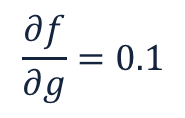 ∂f/∂g = 0.1